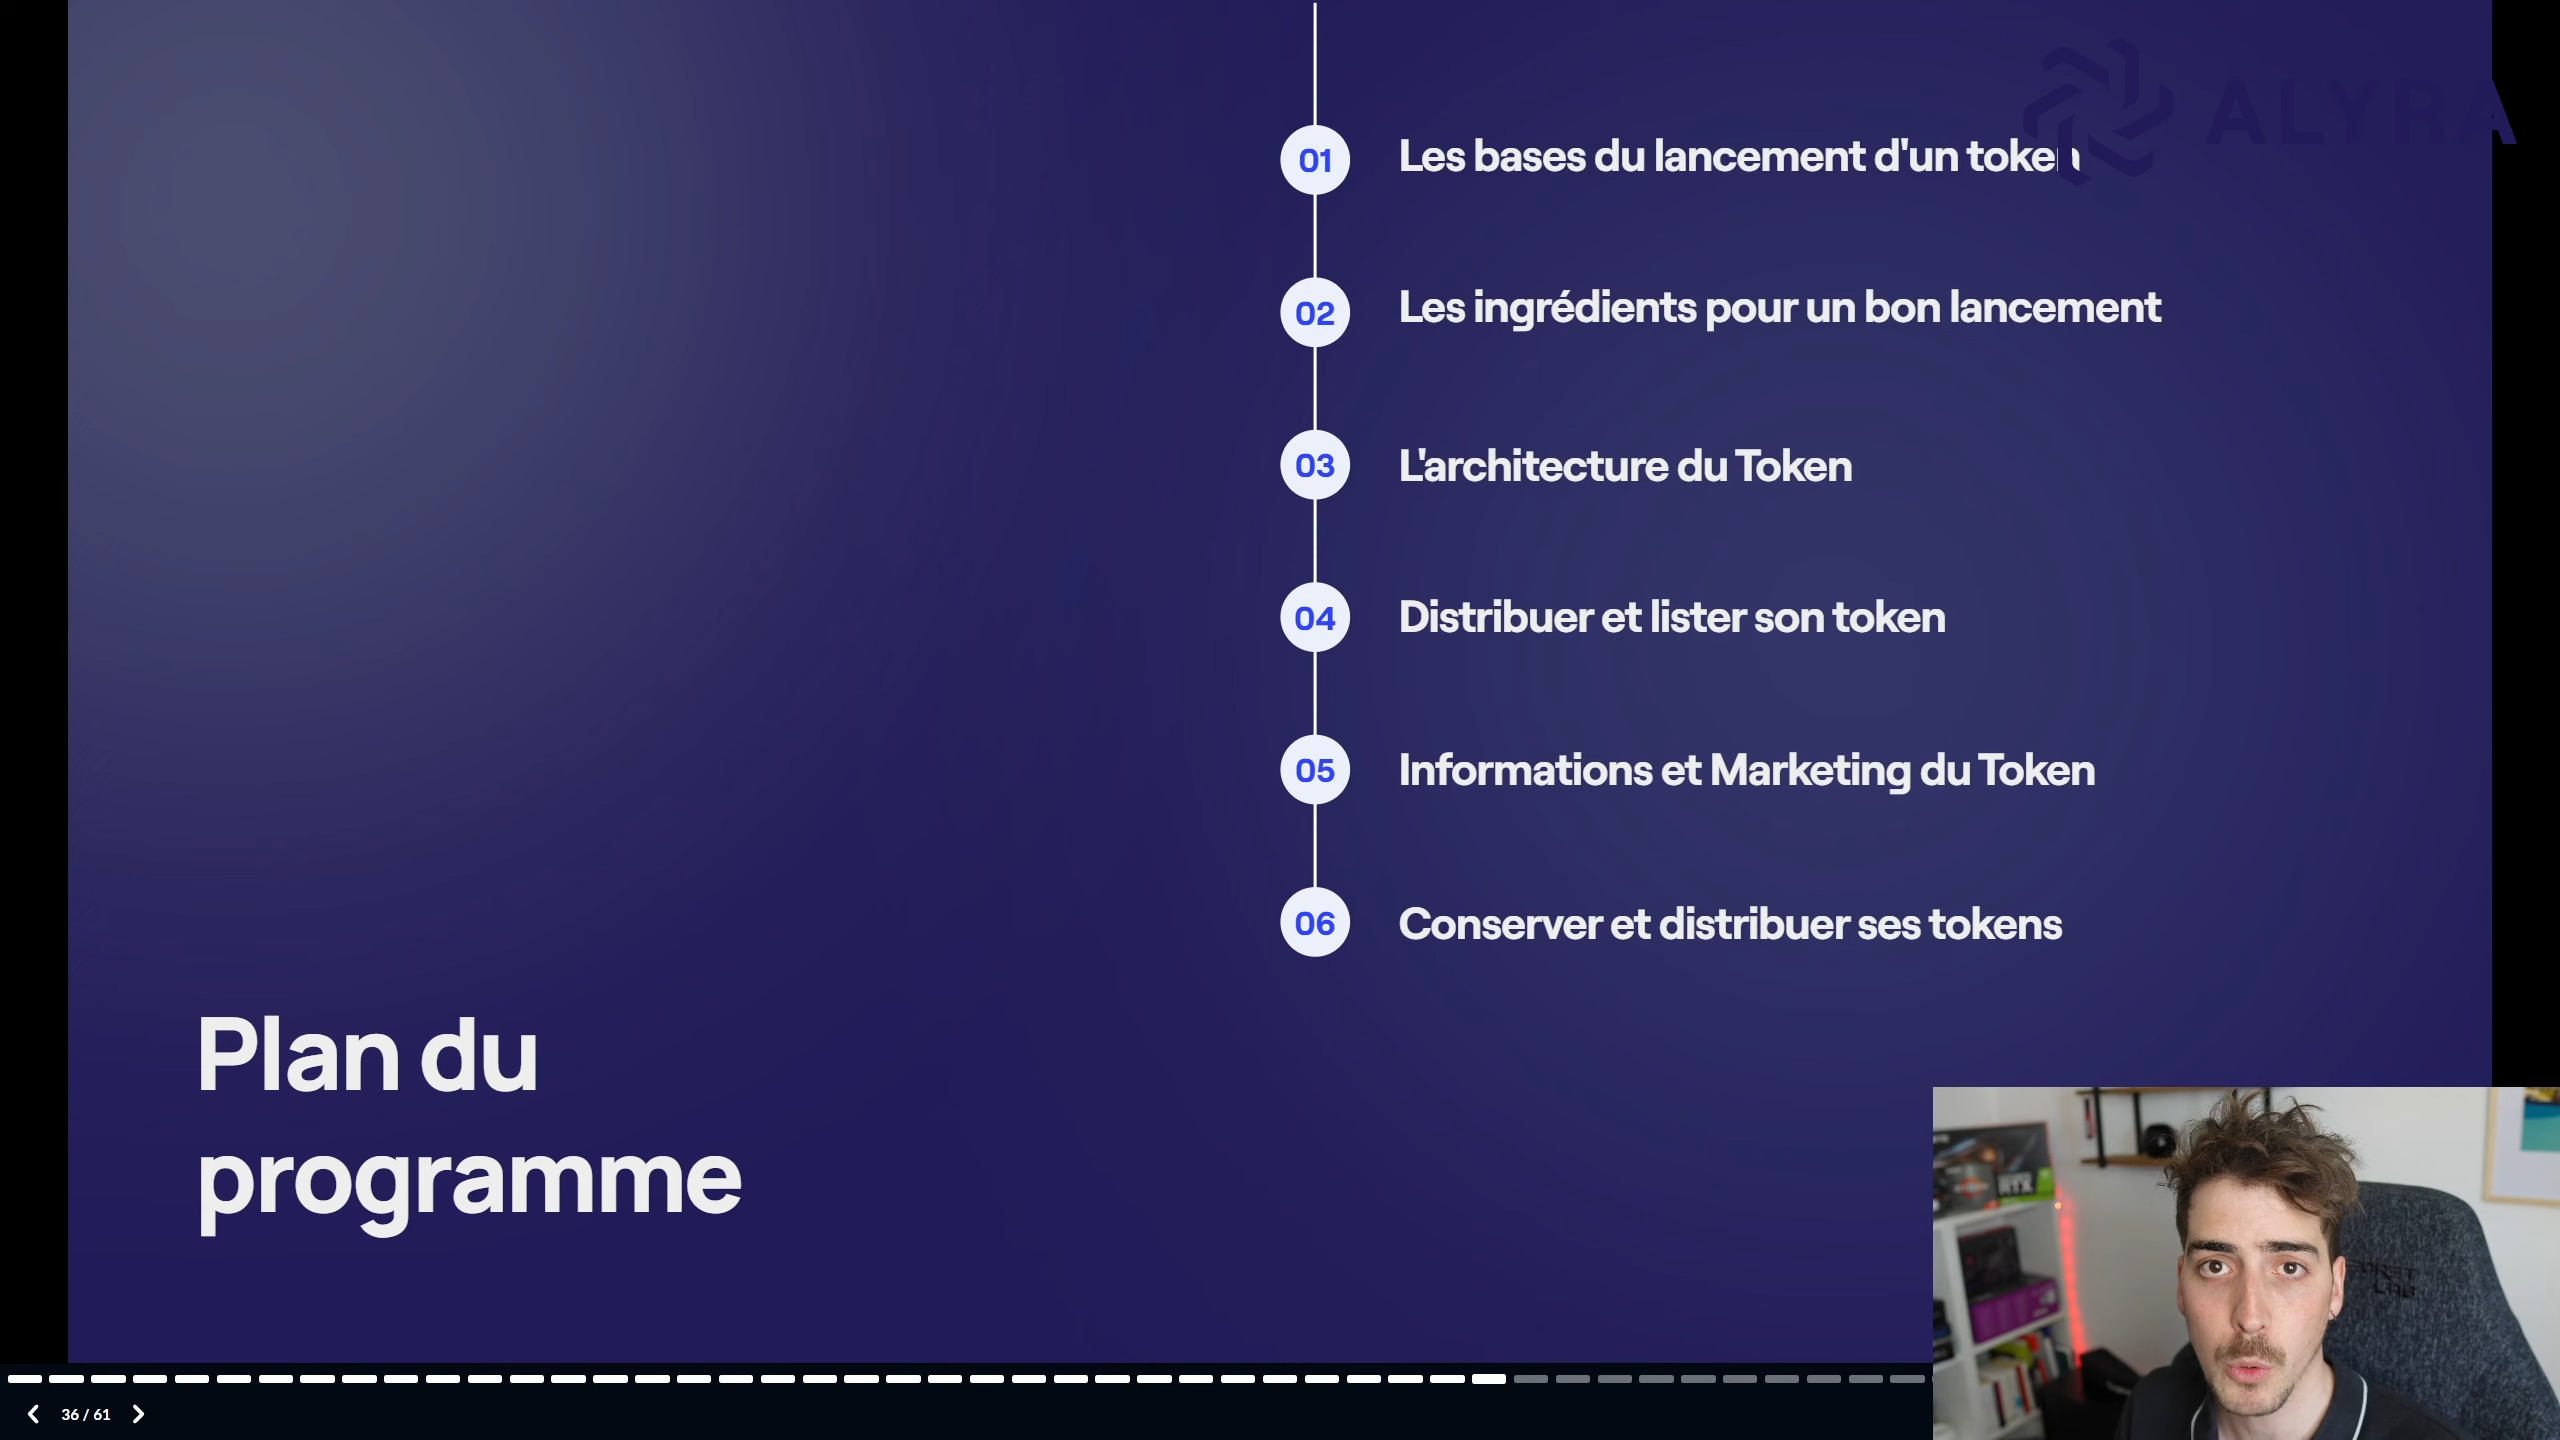 ALYRA
01 Les bases du lancement d'un token
02 Les ingrédients pour un bon lancement
03 L'architecture du Token
04 Distribuer et lister son token
05 Informations et Marketing du Token
06 Conserver et distribuer ses tokens
Plan du
programme
RTX
36 / 61